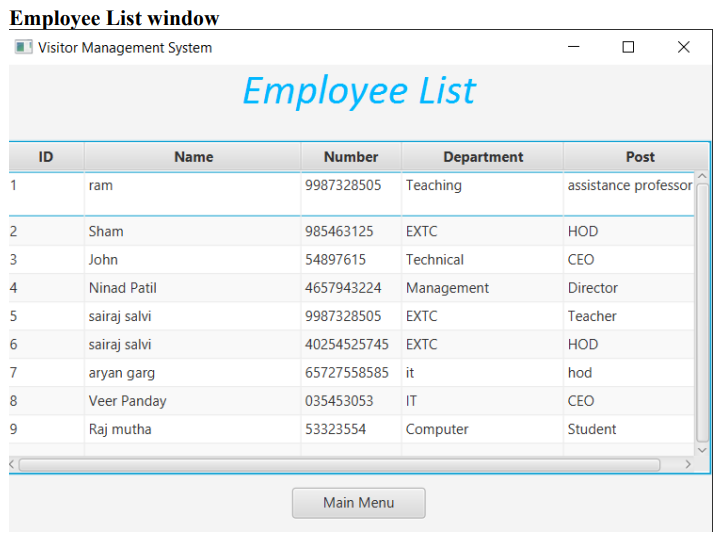 Employee List window
Visitor Management System
Employee List
ID Name Number Department Post
1 ram 9987328505 Teaching assistance professor
2 Sham 985463125 EXTC HOD
3 John 54897615 Technical CEO
4 Ninad Patil 4657943224 Management Director
5 sairaj salvi 9987328505 EXTC Teacher
6 sairaj salvi 40254525745 EXTC HOD
7 aryan garg 65727558585 it hod
8 Veer Panday 035453053 IT CEO
9 Raj mutha 53323554 Computer Student
Main Menu